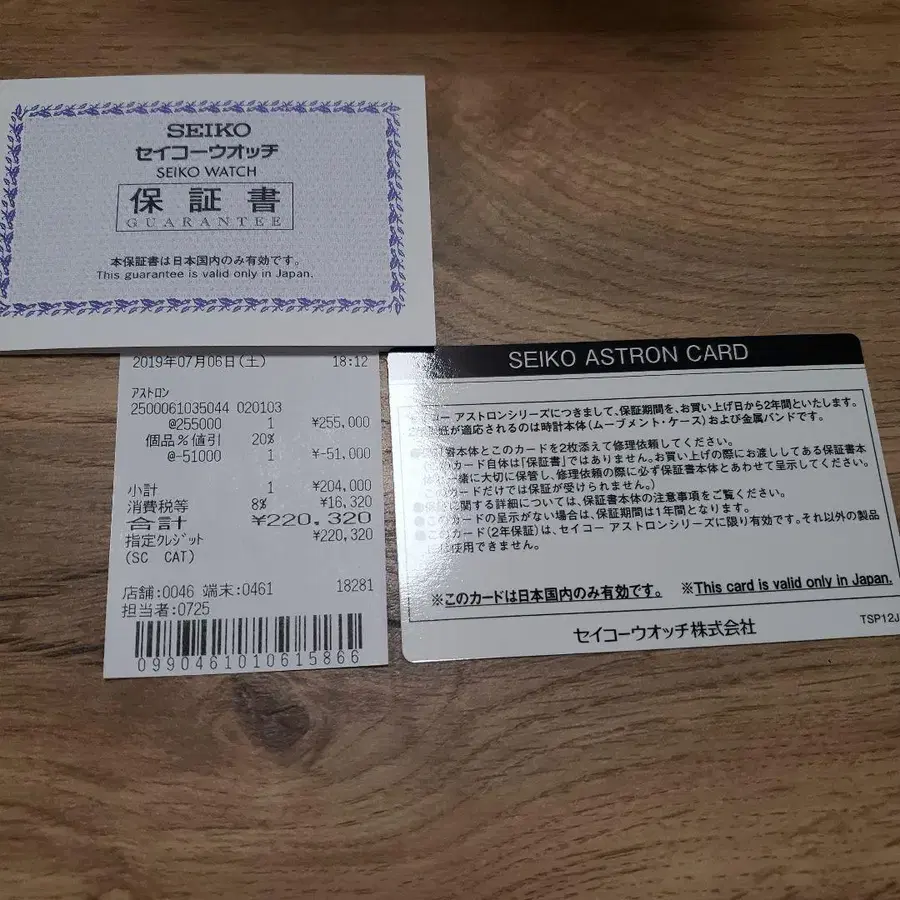 SEIKO
セイコーウオッチ
SEIKO WATCH
保証書
GUARANTEE
本保証書は日本国内のみ有効です。
This guarantee is valid only in Japan.
2019年07月06日(土) 18:12
ｱｽﾄﾛﾝ
2500061035044 020103
@255000 1 ¥255,000
個品%値引 20%
@-51000 1 ¥-51,000
小計 1 ¥204,000
消費税等 8% ¥16,320
合計 ¥220,320
指定ｸﾚｼﾞｯﾄ ¥220,320
(SC CAT)
店舗:0046 端末:0461 18281
担当者:0725
0990461010615866
SEIKO ASTRON CARD
コー アストロンシリーズにつきまして、保証期間を、お買い上げ日から2年間といたします。
任が適応されるのは時計本体(ムーブメント・ケース)および金属バンドです。
本体とこのカードを2枚添えて修理依頼してください。
カード自体は「保証書」ではありません。お買い上げの際にお渡ししてある保証書本体
一緒に大切に保管し、修理依頼の際に必ず保証書本体とあわせて呈示してください。
このカードだけでは保証が受けられません。)
に関する詳細については、保証書本体の注意事項をご覧ください。
このカードの呈示がない場合は、保証期間は1年間となります。
このカード(2年保証)は、セイコー アストロンシリーズに限り有効です。それ以外の製品
使用できません。
※このカードは日本国内のみ有効です。 ※This card is valid only in Japan.
セイコーウオッチ株式会社
TSP12J